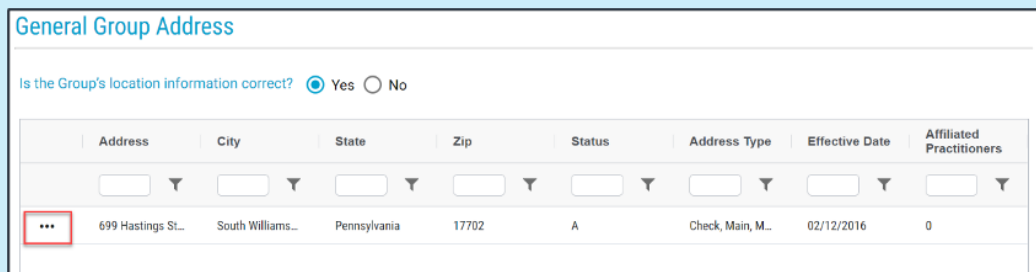 General Group Address
Is the Group's location information correct? Yes No
Address City State Zip Status Address Type Effective Date Affiliated Practitioners
••• 699 Hastings St... South Williams... Pennsylvania 17702 A Check, Main, M... 02/12/2016 0